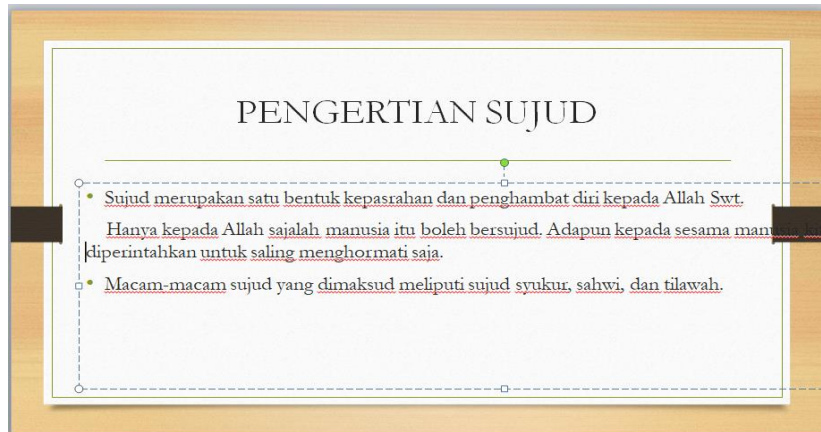 PENGERTIAN SUJUD
• Sujud merupakan satu bentuk kepasrahan dan penghambat diri kepada Allah Swt.
Hanya kepada Allah sajalah manusia itu boleh bersujud. Adapun kepada sesama manusia
diperintahkan untuk saling menghormati saja.
• Macam-macam sujud yang dimaksud meliputi sujud syukur, sahwi, dan tilawah.